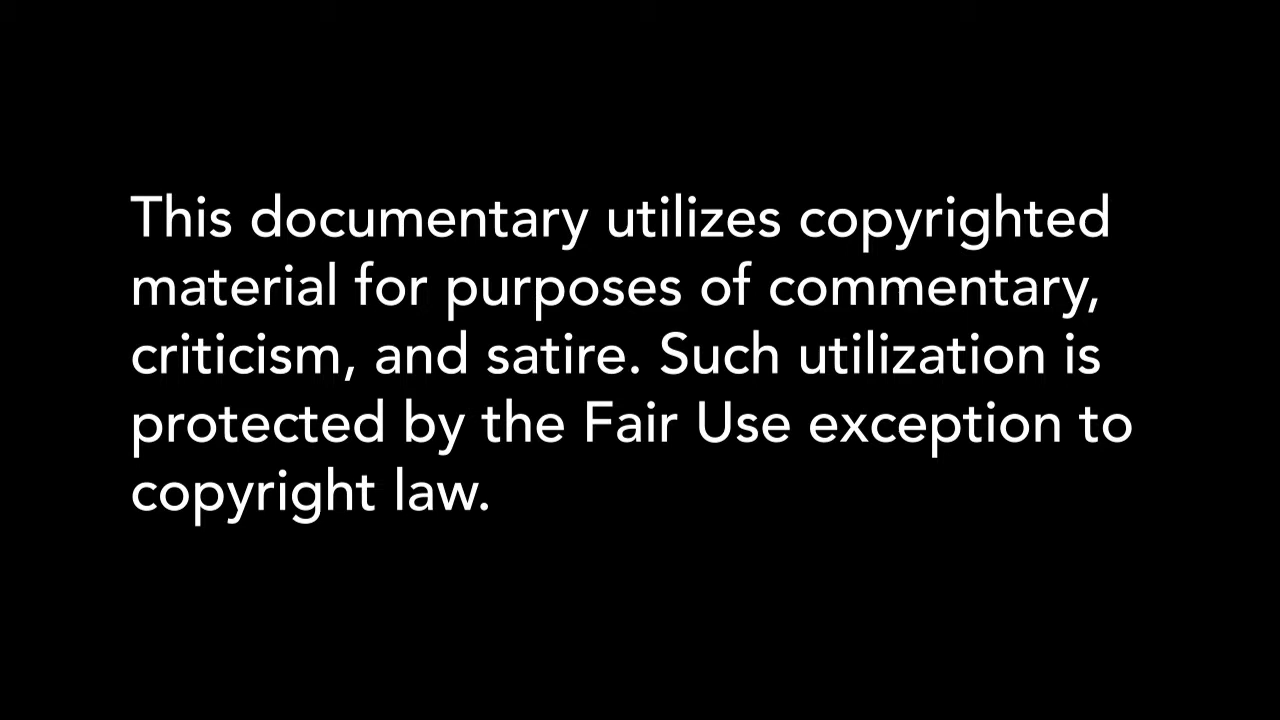 This documentary utilizes copyrighted
material for purposes of commentary,
criticism, and satire. Such utilization is
protected by the Fair Use exception to
copyright law.